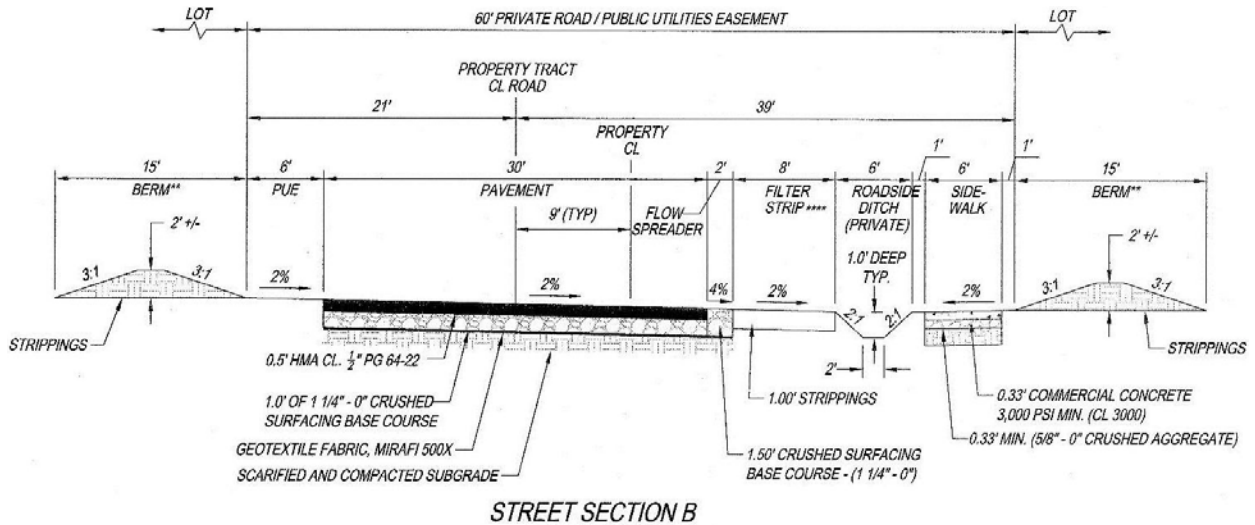 LOT
60' PRIVATE ROAD / PUBLIC UTILITIES EASEMENT
LOT
PROPERTY TRACT
CL ROAD
21'
39'
PROPERTY
CL
15'
BERM**
6'
PUE
30'
PAVEMENT
2'
FLOW
SPREADER
8'
FILTER
STRIP ****
6'
ROADSIDE
DITCH
(PRIVATE)
1'
6'
SIDE-
WALK
1'
15'
BERM**
9' (TYP)
1.0' DEEP
TYP.
2' +/-
2' +/-
3:1
3:1
2%
2%
4%
2%
2:1
2:1
2%
3:1
3:1
STRIPPINGS
STRIPPINGS
2'
0.5' HMA CL. 1/2" PG 64-22
1.0' OF 1 1/4" - 0" CRUSHED
SURFACING BASE COURSE
GEOTEXTILE FABRIC, MIRAFI 500X
SCARIFIED AND COMPACTED SUBGRADE
1.00' STRIPPINGS
1.50' CRUSHED SURFACING
BASE COURSE - (1 1/4" - 0")
0.33' COMMERCIAL CONCRETE
3,000 PSI MIN. (CL 3000)
0.33' MIN. (5/8" - 0" CRUSHED AGGREGATE)
STREET SECTION B